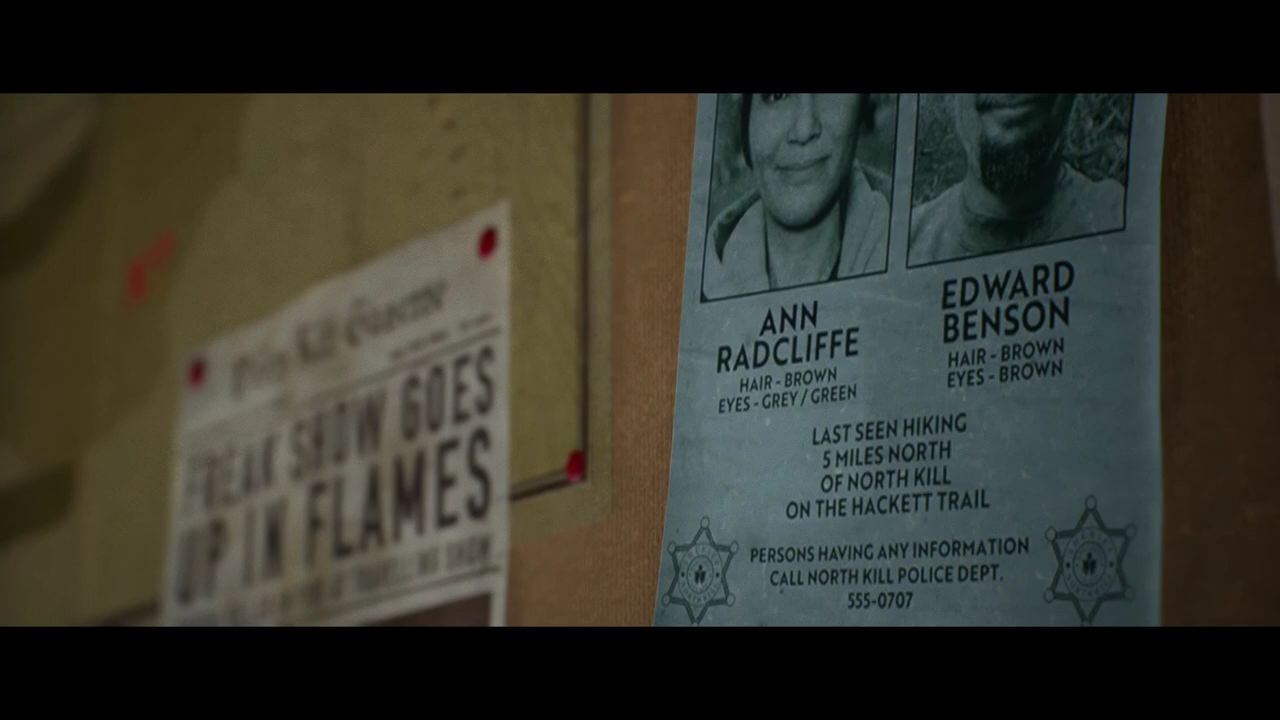 FREAK SHOW GOES
UP IN FLAMES
ANN
RADCLIFFE
HAIR - BROWN
EYES - GREY / GREEN
EDWARD
BENSON
HAIR - BROWN
EYES - BROWN
LAST SEEN HIKING
5 MILES NORTH
OF NORTH KILL
ON THE HACKETT TRAIL
PERSONS HAVING ANY INFORMATION
CALL NORTH KILL POLICE DEPT.
555-0707